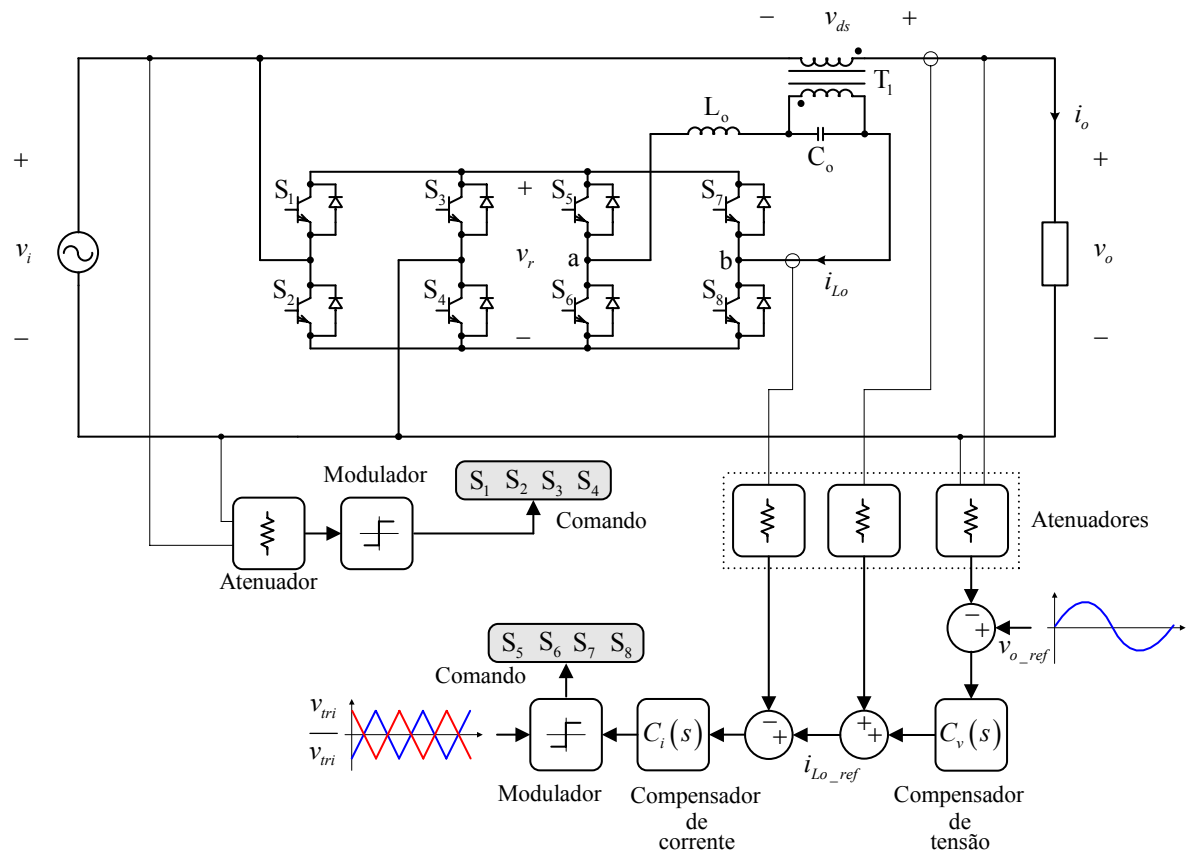 − v_ds +
T_1
L_o
C_o
i_o
+
+
S_1
S_3
+
S_5
S_7
v_i
v_r
a
b
v_o
i_Lo
S_2
S_4
S_6
S_8
−
−
−
Modulador
S_1 S_2 S_3 S_4
Comando
Atenuador
Atenuadores
−
+
v_o_ref
S_5 S_6 S_7 S_8
Comando
v_tri
v_tri
C_i(s)
−
+
+
+
C_v(s)
i_Lo_ref
Modulador
Compensador
de
corrente
Compensador
de
tensão